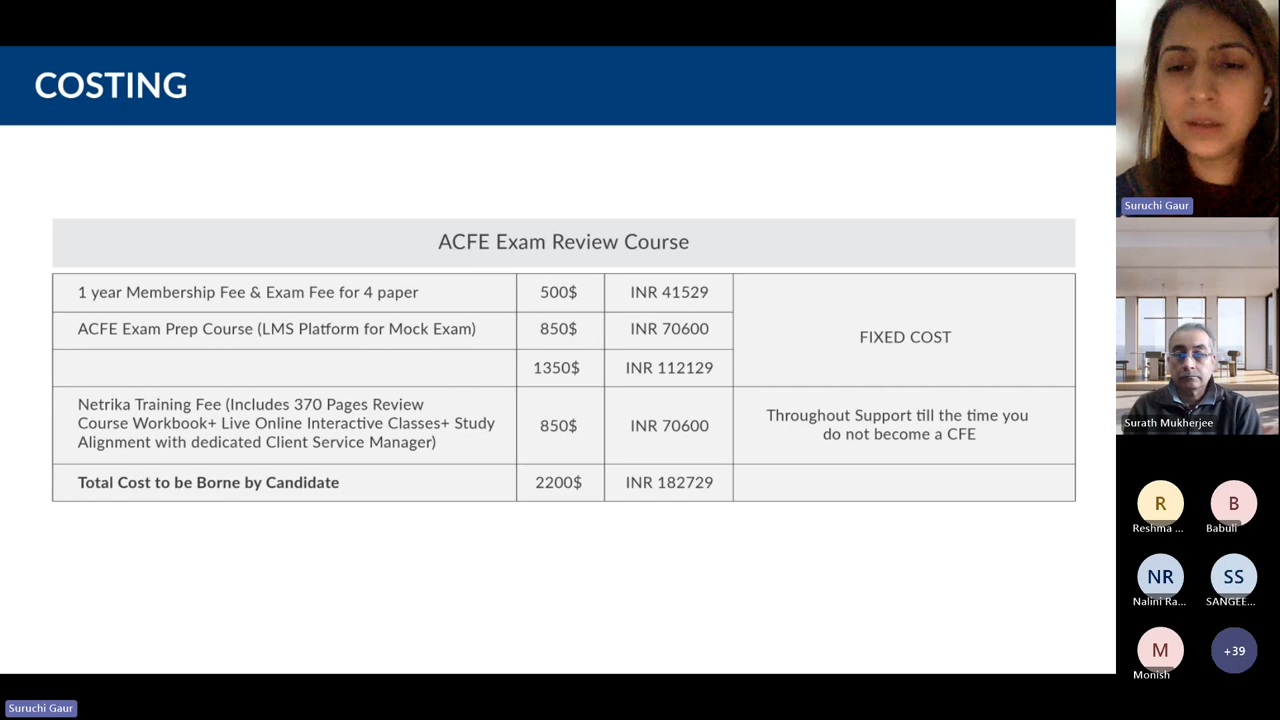 COSTING
ACFE Exam Review Course
1 year Membership Fee & Exam Fee for 4 paper
500$
INR 41529
ACFE Exam Prep Course (LMS Platform for Mock Exam)
850$
INR 70600
FIXED COST
1350$
INR 112129
Netrika Training Fee (Includes 370 Pages Review
Course Workbook+ Live Online Interactive Classes+ Study
Alignment with dedicated Client Service Manager)
850$
INR 70600
Throughout Support till the time you
do not become a CFE
Total Cost to be Borne by Candidate
2200$
INR 182729
Suruchi Gaur
Surath Mukherjee
R
Reshma ...
B
Babuli
NR
Nalini Ra...
SS
SANGEE...
M
Monish
+39
Suruchi Gaur